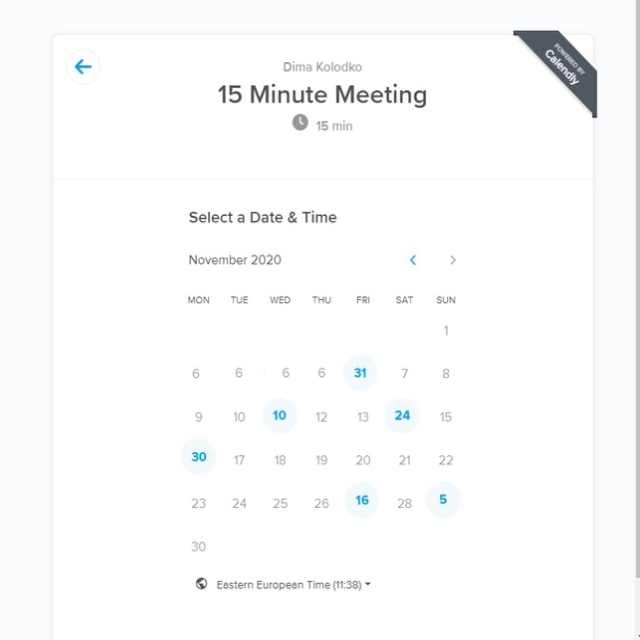 Dima Kolodko
15 Minute Meeting
15 min
POWERED BY
Calendly
Select a Date & Time
November 2020
MON TUE WED THU FRI SAT SUN
1
6 6 6 6 31 7 8
9 10 10 12 13 24 15
30 17 18 19 20 21 22
23 24 25 26 16 28 5
30
Eastern European Time (11:38)